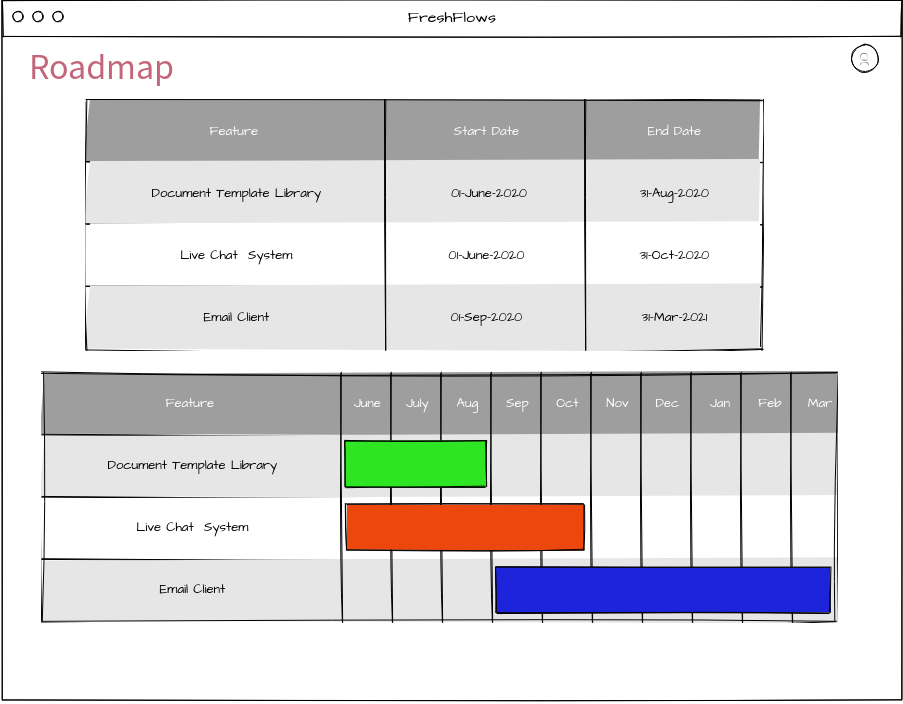 FreshFlows
Roadmap
Feature Start Date End Date
Document Template Library 01-June-2020 31-Aug-2020
Live Chat System 01-June-2020 31-Oct-2020
Email Client 01-Sep-2020 31-Mar-2021
Feature June July Aug Sep Oct Nov Dec Jan Feb Mar
Document Template Library
Live Chat System
Email Client